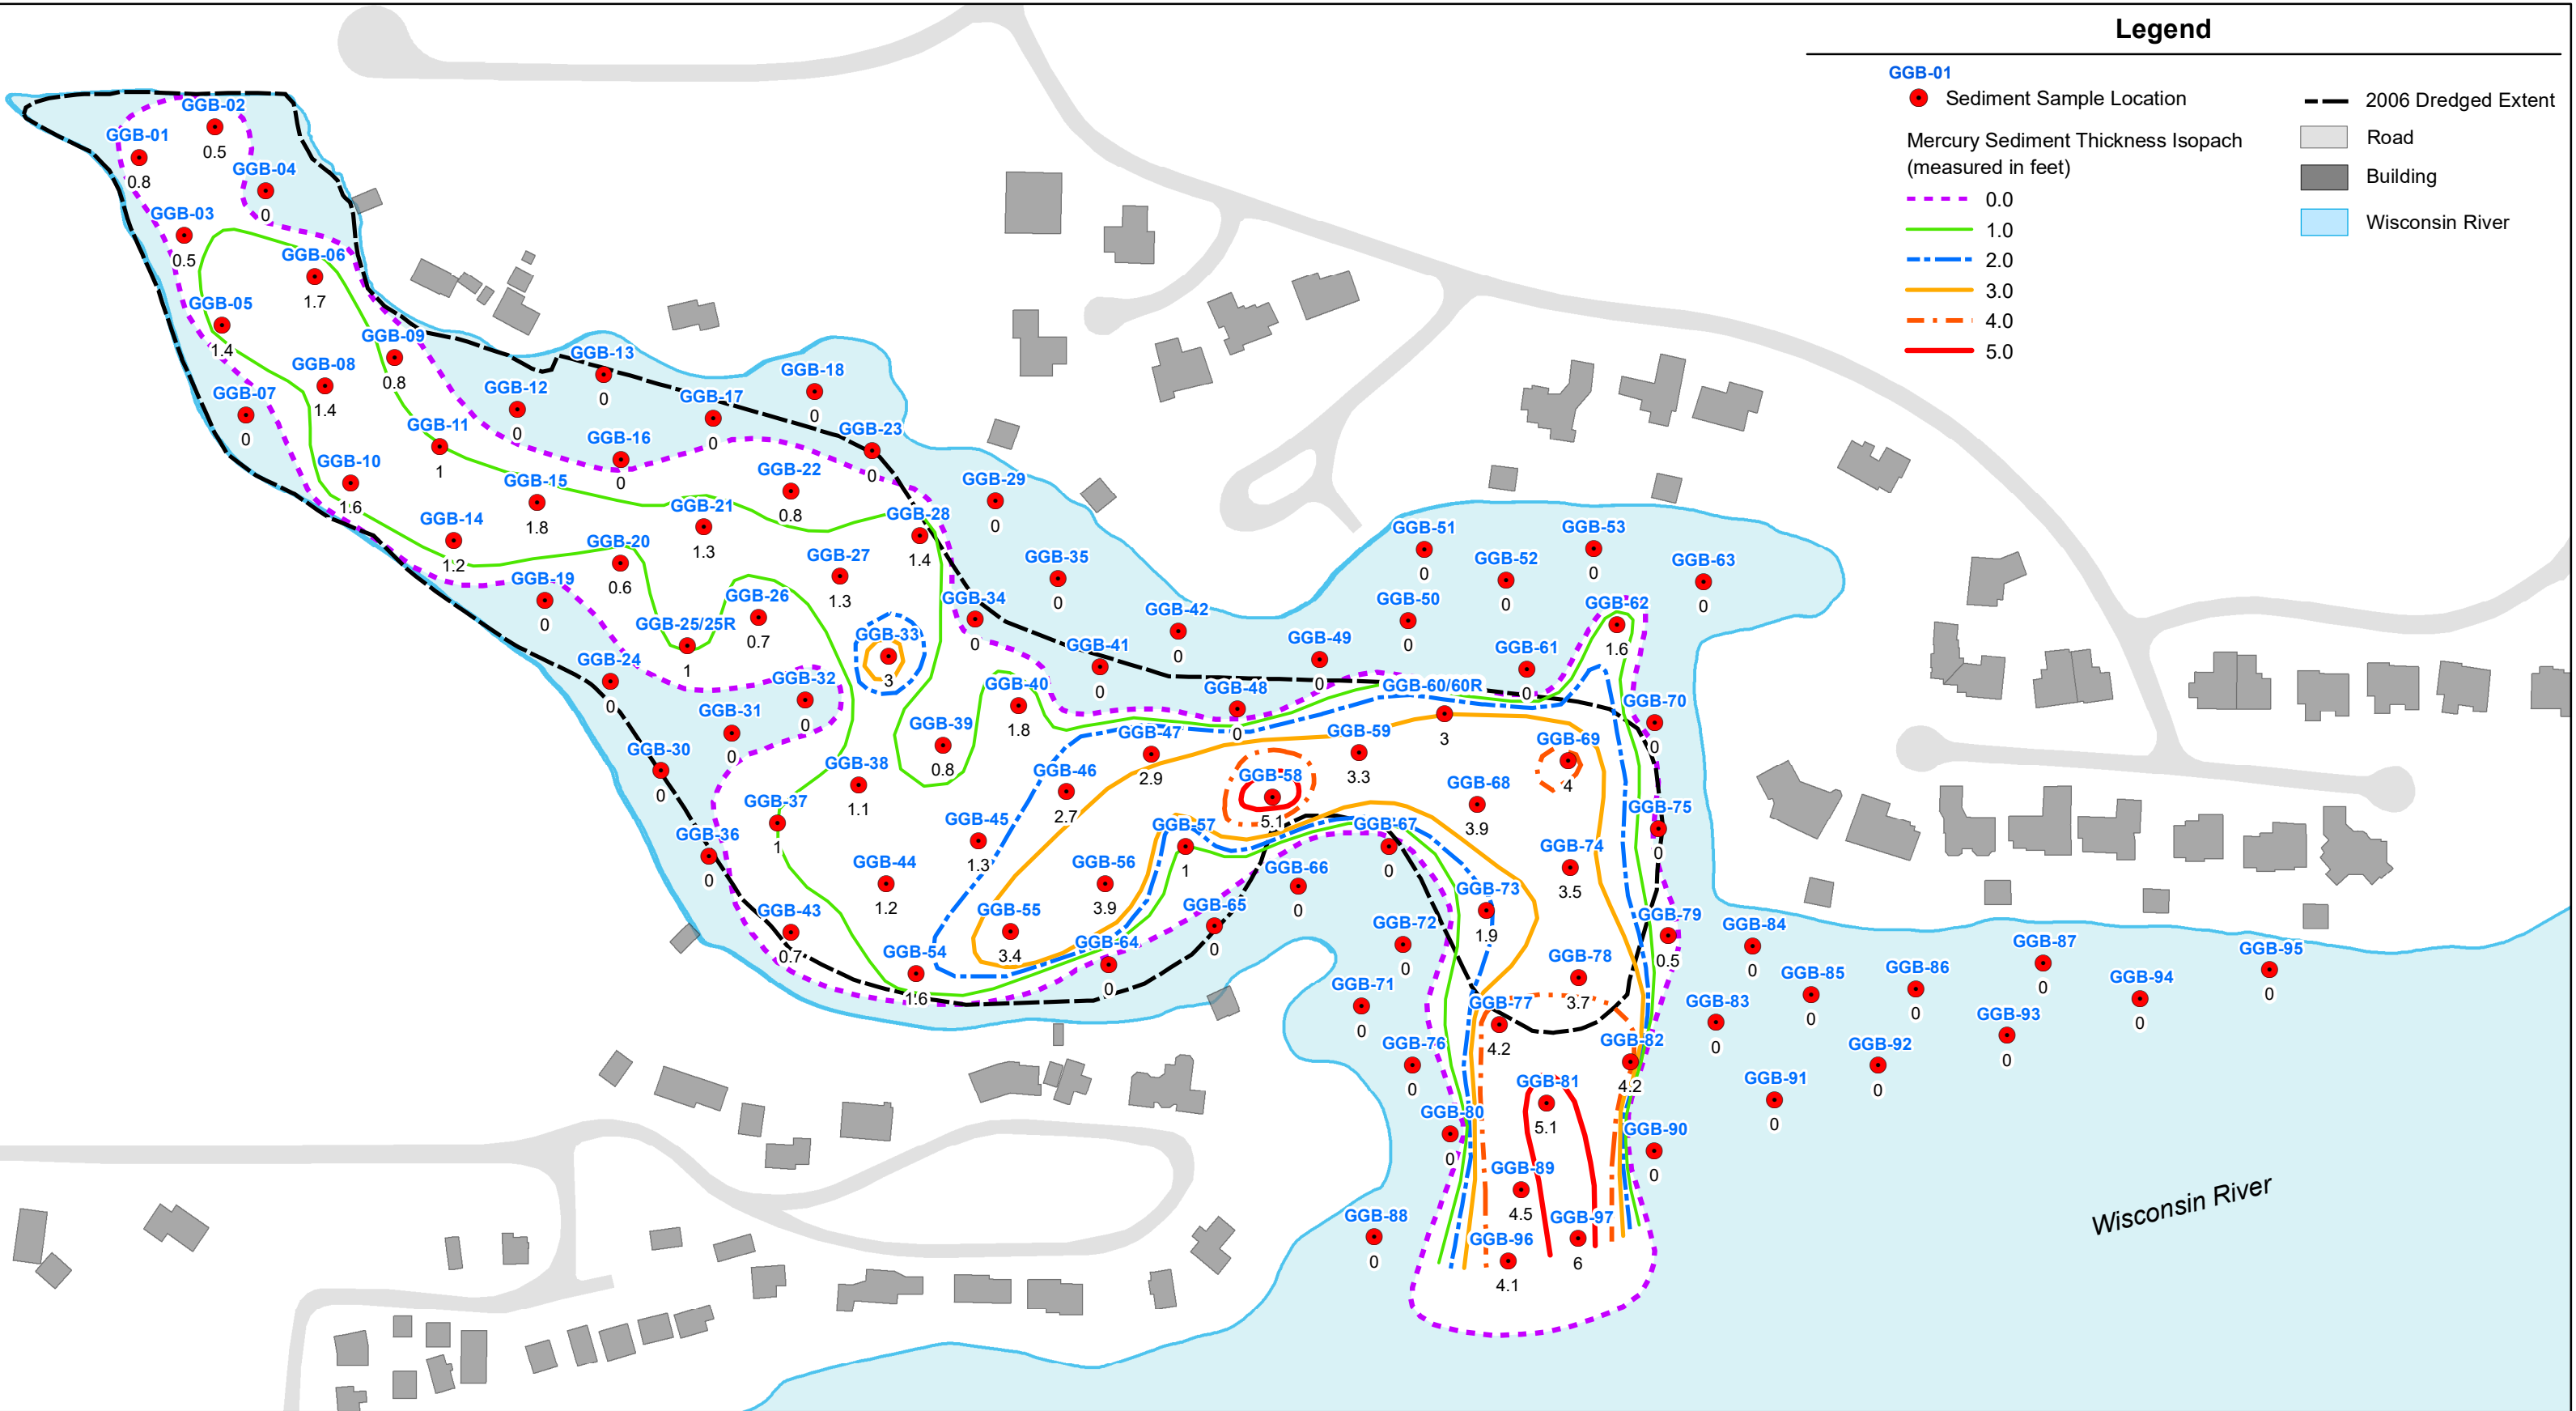 Legend
GGB-01
Sediment Sample Location
Mercury Sediment Thickness Isopach
(measured in feet)
0.0
1.0
2.0
3.0
4.0
5.0
2006 Dredged Extent
Road
Building
Wisconsin River
GGB-01
0.8
GGB-02
0.5
GGB-03
0.5
GGB-04
0
GGB-05
1.4
GGB-06
1.7
GGB-07
0
GGB-08
1.4
GGB-09
0.8
GGB-10
1.6
GGB-11
1
GGB-12
0
GGB-13
0
GGB-14
1.2
GGB-15
1.8
GGB-16
0
GGB-17
0
GGB-18
0
GGB-19
0
GGB-20
0.6
GGB-21
1.3
GGB-22
0.8
GGB-23
0
GGB-24
0
GGB-25/25R
1
GGB-26
0.7
GGB-27
1.3
GGB-28
1.4
GGB-29
0
GGB-30
0
GGB-31
0
GGB-32
0
GGB-33
3
GGB-34
0
GGB-35
0
GGB-36
0
GGB-37
1
GGB-38
1.1
GGB-39
0.8
GGB-40
1.8
GGB-41
0
GGB-42
0
GGB-43
0.7
GGB-44
1.2
GGB-45
1.3
GGB-46
2.7
GGB-47
2.9
GGB-48
0
GGB-49
0
GGB-50
0
GGB-51
0
GGB-52
0
GGB-53
0
GGB-54
1.6
GGB-55
3.4
GGB-56
3.9
GGB-57
1
GGB-58
5.1
GGB-59
3.3
GGB-60/60R
3
GGB-61
0
GGB-62
1.6
GGB-63
0
GGB-64
0
GGB-65
0
GGB-66
0
GGB-67
0
GGB-68
3.9
GGB-69
4
GGB-70
0
GGB-71
0
GGB-72
0
GGB-73
1.9
GGB-74
3.5
GGB-75
0
GGB-76
0
GGB-77
4.2
GGB-78
3.7
GGB-79
0.5
GGB-80
0
GGB-81
5.1
GGB-82
4.2
GGB-83
0
GGB-84
0
GGB-85
0
GGB-86
0
GGB-87
0
GGB-88
0
GGB-89
4.5
GGB-90
0
GGB-91
0
GGB-92
0
GGB-93
0
GGB-94
0
GGB-95
0
GGB-96
4.1
GGB-97
6
Wisconsin River